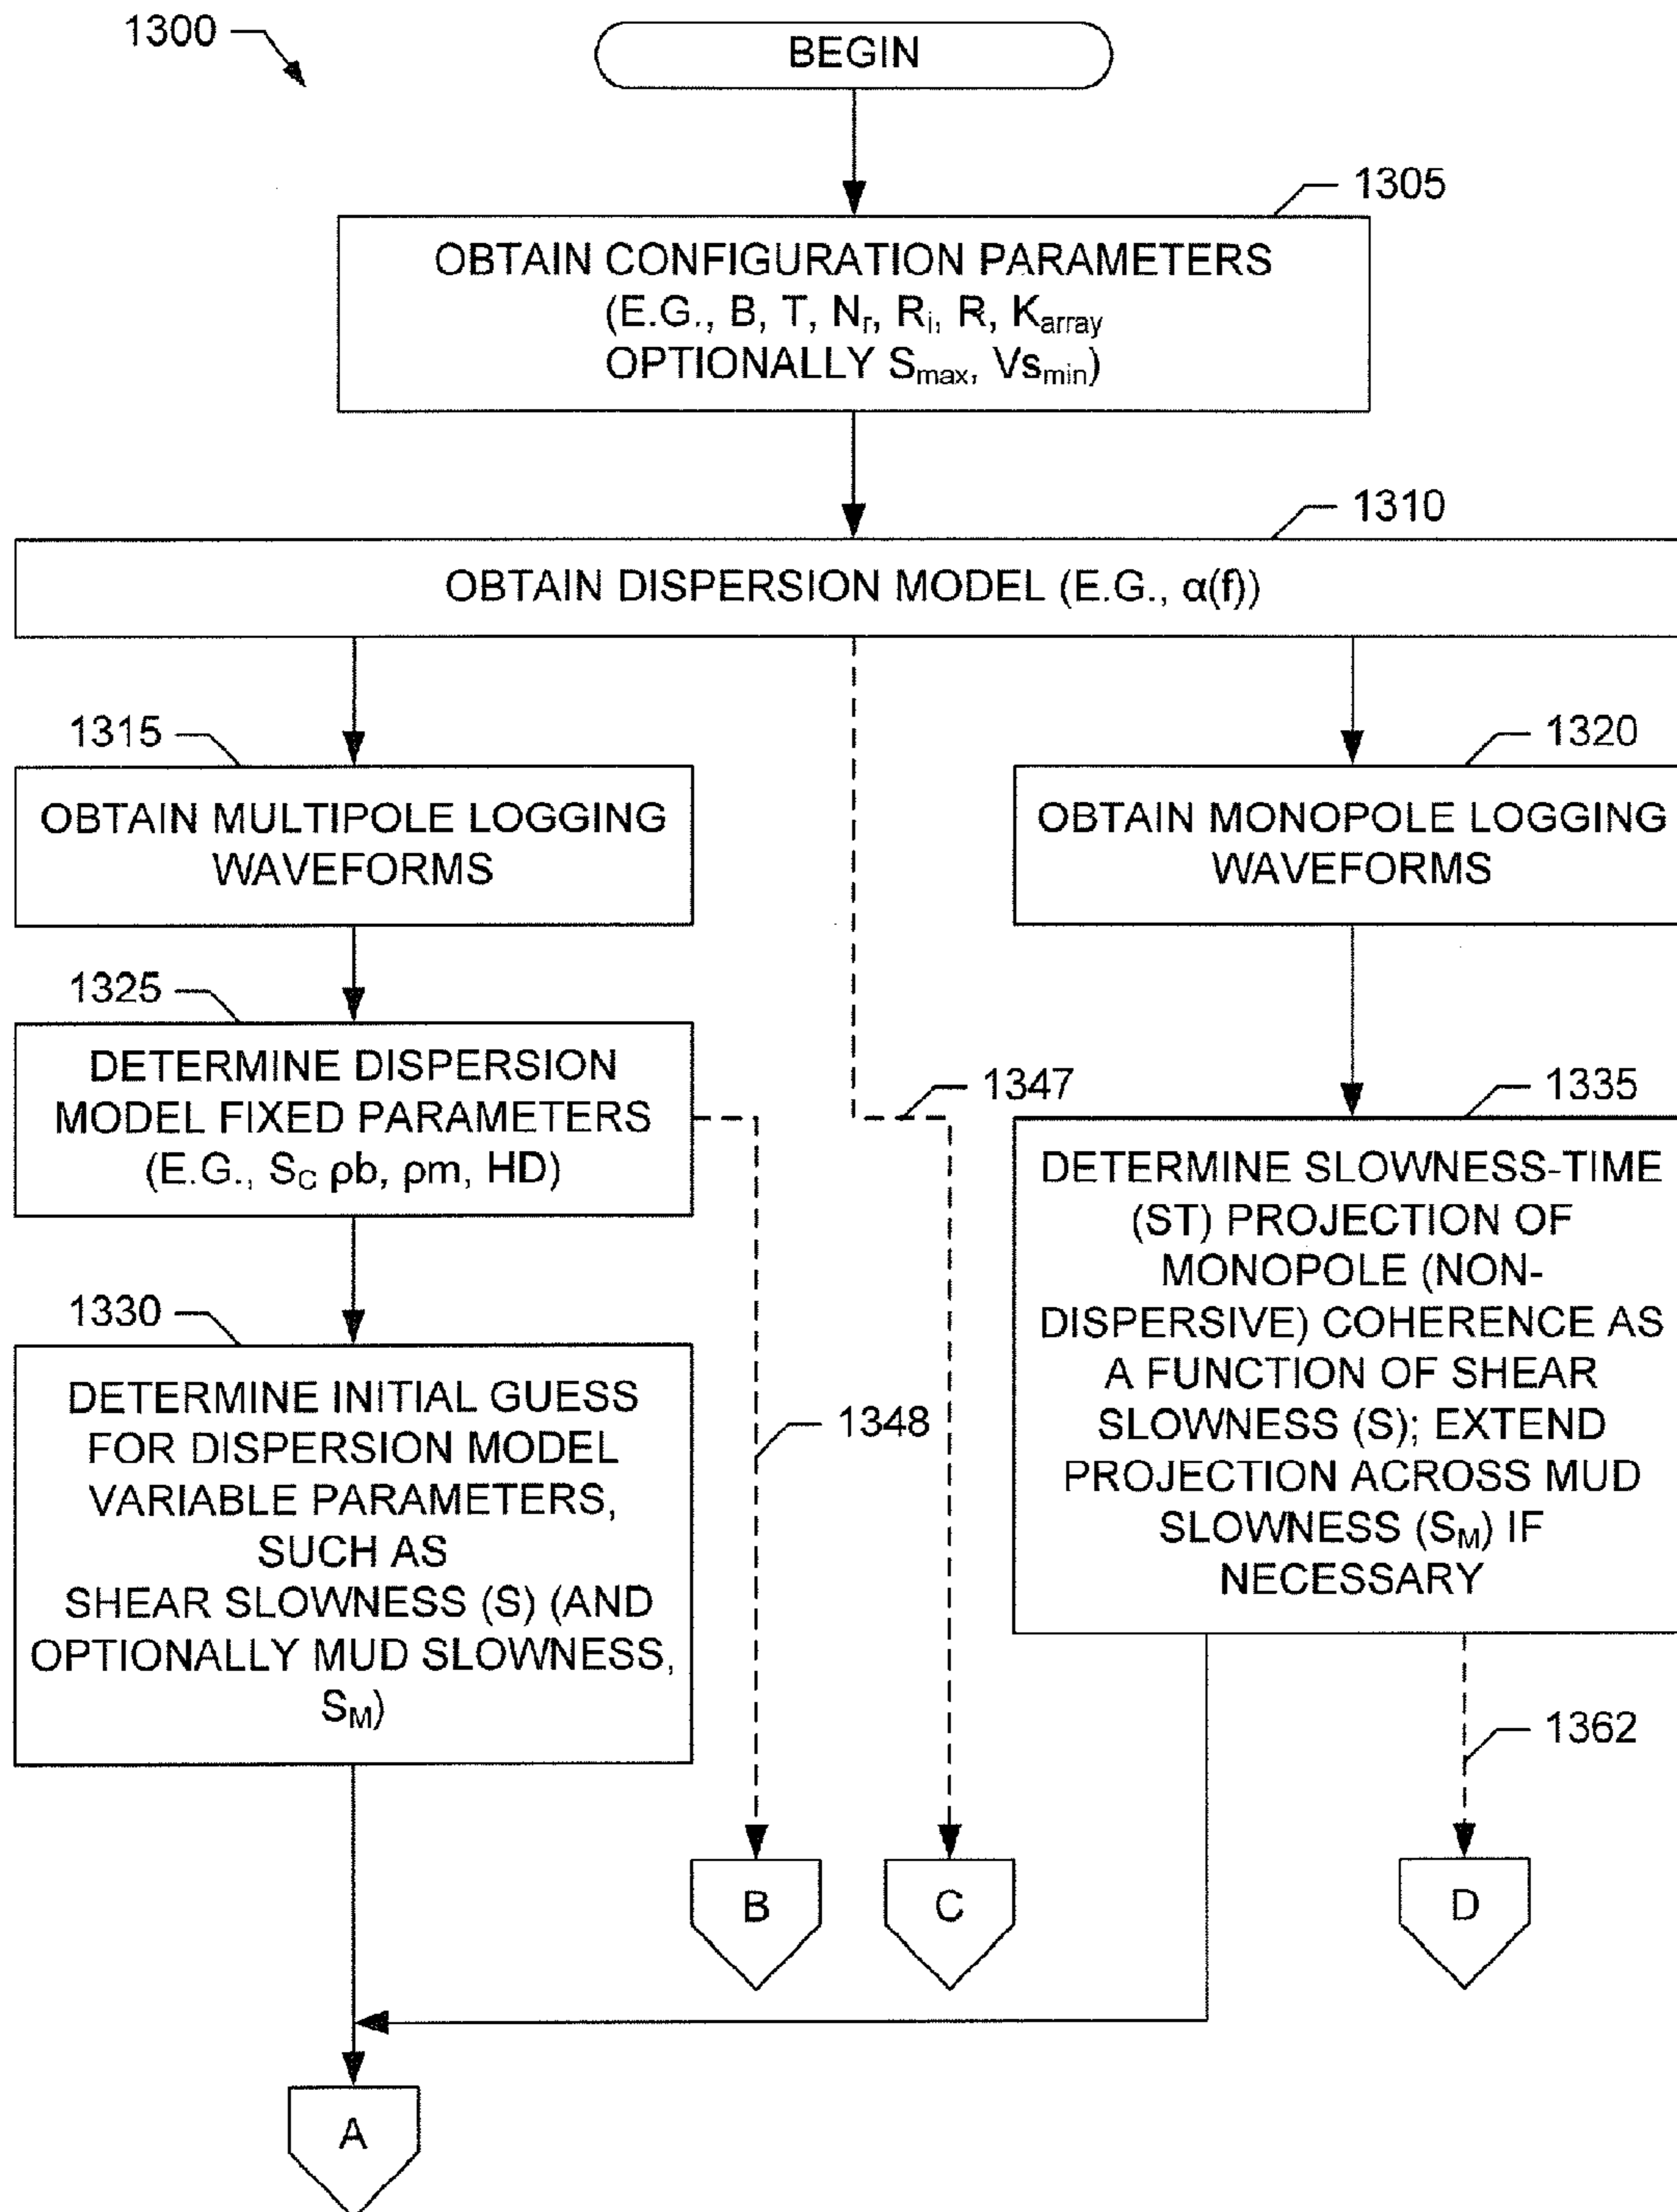 1300
BEGIN
1305
OBTAIN CONFIGURATION PARAMETERS
(E.G., B, T, Nr, Ri, R, Karray
OPTIONALLY Smax, Vsmin)
1310
OBTAIN DISPERSION MODEL (E.G., α(f))
1315
OBTAIN MULTIPOLE LOGGING
WAVEFORMS
1320
OBTAIN MONOPOLE LOGGING
WAVEFORMS
1325
DETERMINE DISPERSION
MODEL FIXED PARAMETERS
(E.G., SC ρb, ρm, HD)
1347
1335
DETERMINE SLOWNESS-TIME
(ST) PROJECTION OF
MONOPOLE (NON-
DISPERSIVE) COHERENCE AS
A FUNCTION OF SHEAR
SLOWNESS (S); EXTEND
PROJECTION ACROSS MUD
SLOWNESS (SM) IF
NECESSARY
1330
DETERMINE INITIAL GUESS
FOR DISPERSION MODEL
VARIABLE PARAMETERS,
SUCH AS
SHEAR SLOWNESS (S) (AND
OPTIONALLY MUD SLOWNESS,
SM)
1348
1362
B
C
D
A